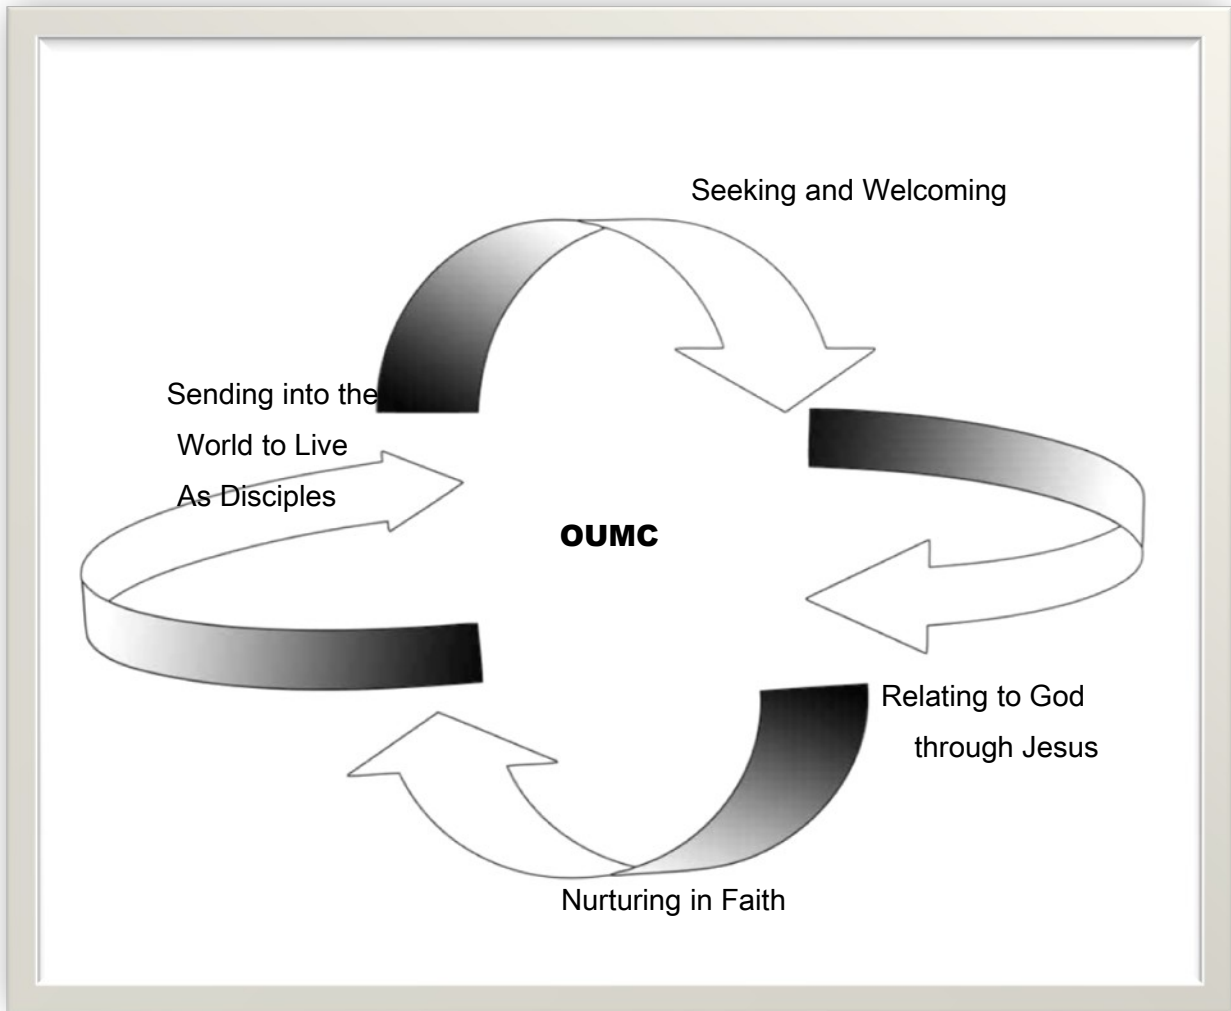 Seeking and Welcoming
Sending into the
World to Live
As Disciples
OUMC
Relating to God
through Jesus
Nurturing in Faith